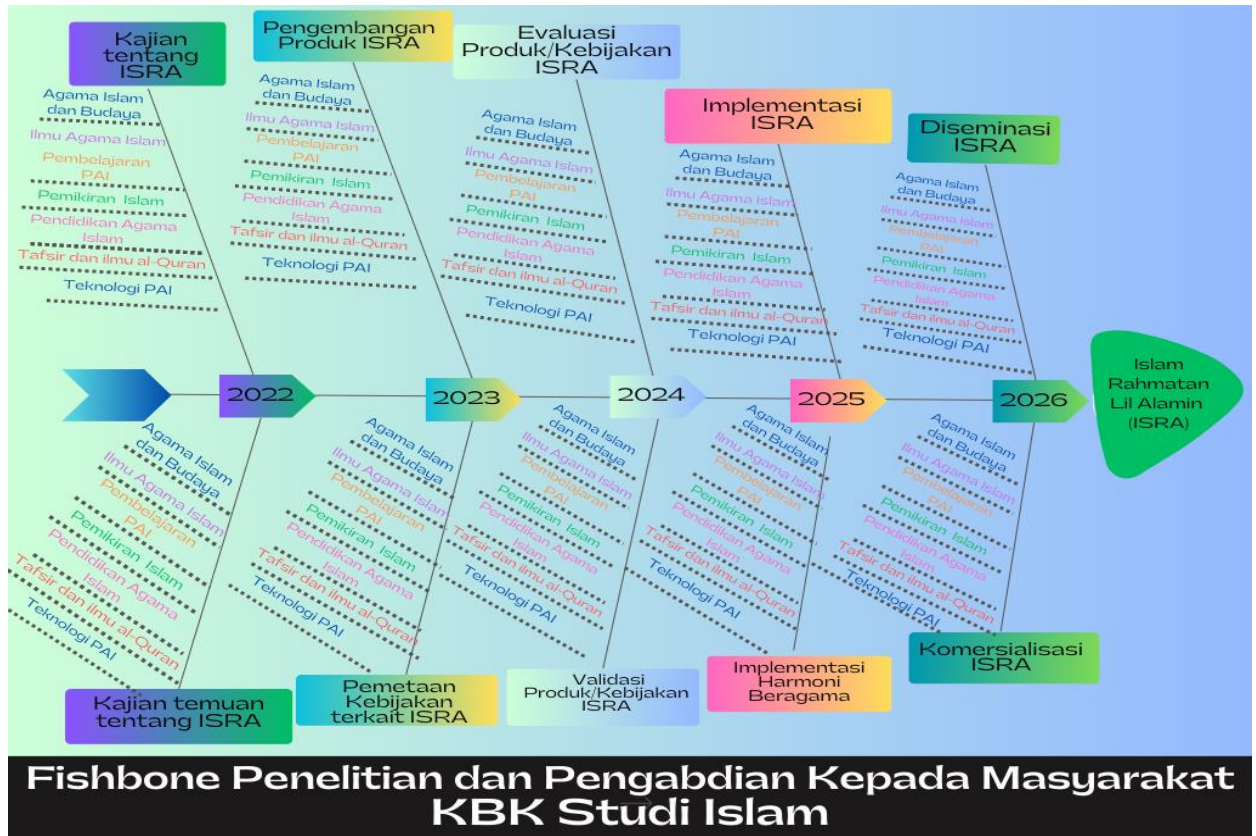 Kajian
tentang
ISRA
Agama Islam
dan Budaya
Ilmu Agama Islam
Pembelajaran
PAI
Pemikiran Islam
Pendidikan Agama
Islam
Tafsir dan ilmu al-Quran
Teknologi PAI
Pengembangan
Produk ISRA
Agama Islam
dan Budaya
Ilmu Agama Islam
Pembelajaran
PAI
Pemikiran Islam
Pendidikan Agama
Islam
Tafsir dan ilmu al-Quran
Teknologi PAI
Evaluasi
Produk/Kebijakan
ISRA
Agama Islam
dan Budaya
Ilmu Agama Islam
Pembelajaran
PAI
Pemikiran Islam
Pendidikan Agama
Islam
Tafsir dan ilmu al-Quran
Teknologi PAI
Implementasi
ISRA
Agama Islam
dan Budaya
Ilmu Agama Islam
Pembelajaran
PAI
Pemikiran Islam
Pendidikan Agama
Islam
Tafsir dan ilmu al-Quran
Teknologi PAI
Diseminasi
ISRA
Agama Islam
dan Budaya
Ilmu Agama Islam
Pembelajaran
PAI
Pemikiran Islam
Pendidikan Agama
Islam
Tafsir dan ilmu al-Quran
Teknologi PAI
2022
2023
2024
2025
2026
Islam
Rahmatan
Lil Alamin
(ISRA)
Agama Islam
dan Budaya
Ilmu Agama Islam
Pembelajaran
PAI
Pemikiran Islam
Pendidikan Agama
Islam
Tafsir dan ilmu al-Quran
Teknologi PAI
Kajian temuan
tentang ISRA
Agama Islam
dan Budaya
Ilmu Agama Islam
Pembelajaran
PAI
Pemikiran Islam
Pendidikan Agama
Islam
Tafsir dan ilmu al-Quran
Teknologi PAI
Pemetaan
Kebijakan
terkait ISRA
Agama Islam
dan Budaya
Ilmu Agama Islam
Pembelajaran
PAI
Pemikiran Islam
Pendidikan Agama
Islam
Tafsir dan ilmu al-Quran
Teknologi PAI
Validasi
Produk/Kebijakan
ISRA
Agama Islam
dan Budaya
Ilmu Agama Islam
Pembelajaran
PAI
Pemikiran Islam
Pendidikan Agama
Islam
Tafsir dan ilmu al-Quran
Teknologi PAI
Implementasi
Harmoni
Beragama
Agama Islam
dan Budaya
Ilmu Agama Islam
Pembelajaran
PAI
Pemikiran Islam
Pendidikan Agama
Islam
Tafsir dan ilmu al-Quran
Teknologi PAI
Komersialisasi
ISRA
Fishbone Penelitian dan Pengabdian Kepada Masyarakat
KBK Studi Islam